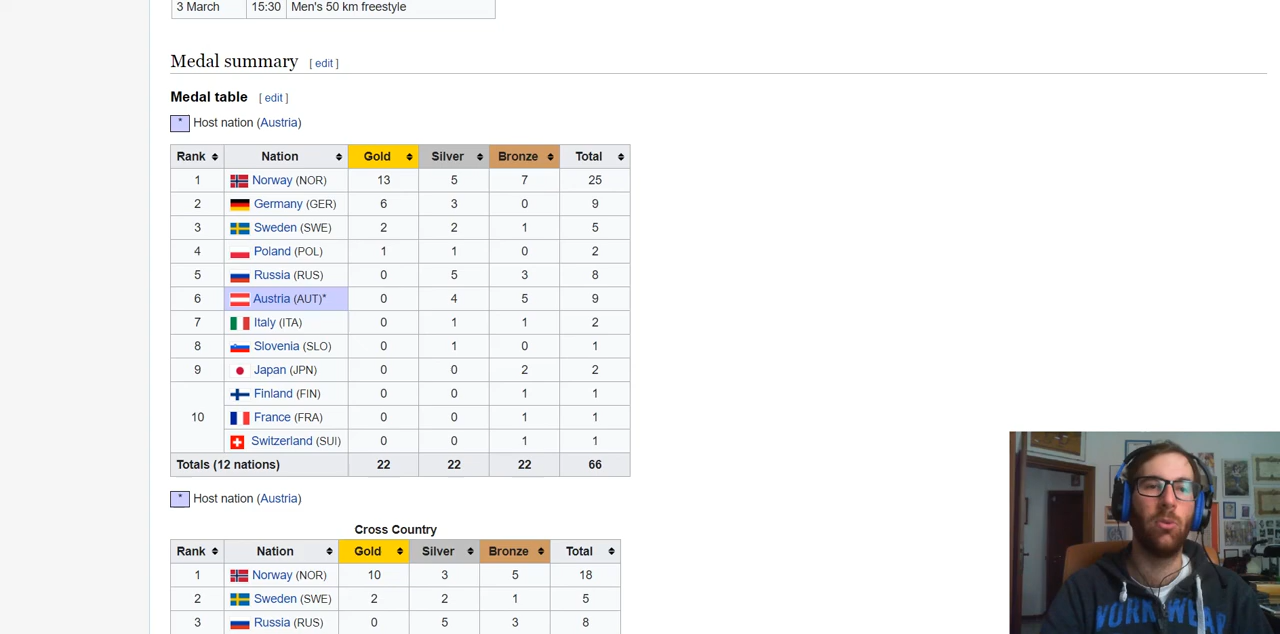 3 March 15:30 Men's 50 km freestyle
Medal summary [ edit ]
Medal table [ edit ]
* Host nation (Austria)
Rank Nation Gold Silver Bronze Total
1 Norway (NOR) 13 5 7 25
2 Germany (GER) 6 3 0 9
3 Sweden (SWE) 2 2 1 5
4 Poland (POL) 1 1 0 2
5 Russia (RUS) 0 5 3 8
6 Austria (AUT)* 0 4 5 9
7 Italy (ITA) 0 1 1 2
8 Slovenia (SLO) 0 1 0 1
9 Japan (JPN) 0 0 2 2
10 Finland (FIN) 0 0 1 1
France (FRA) 0 0 1 1
Switzerland (SUI) 0 0 1 1
Totals (12 nations) 22 22 22 66
* Host nation (Austria)
Cross Country
Rank Nation Gold Silver Bronze Total
1 Norway (NOR) 10 3 5 18
2 Sweden (SWE) 2 2 1 5
3 Russia (RUS) 0 5 3 8
WORK WEAR